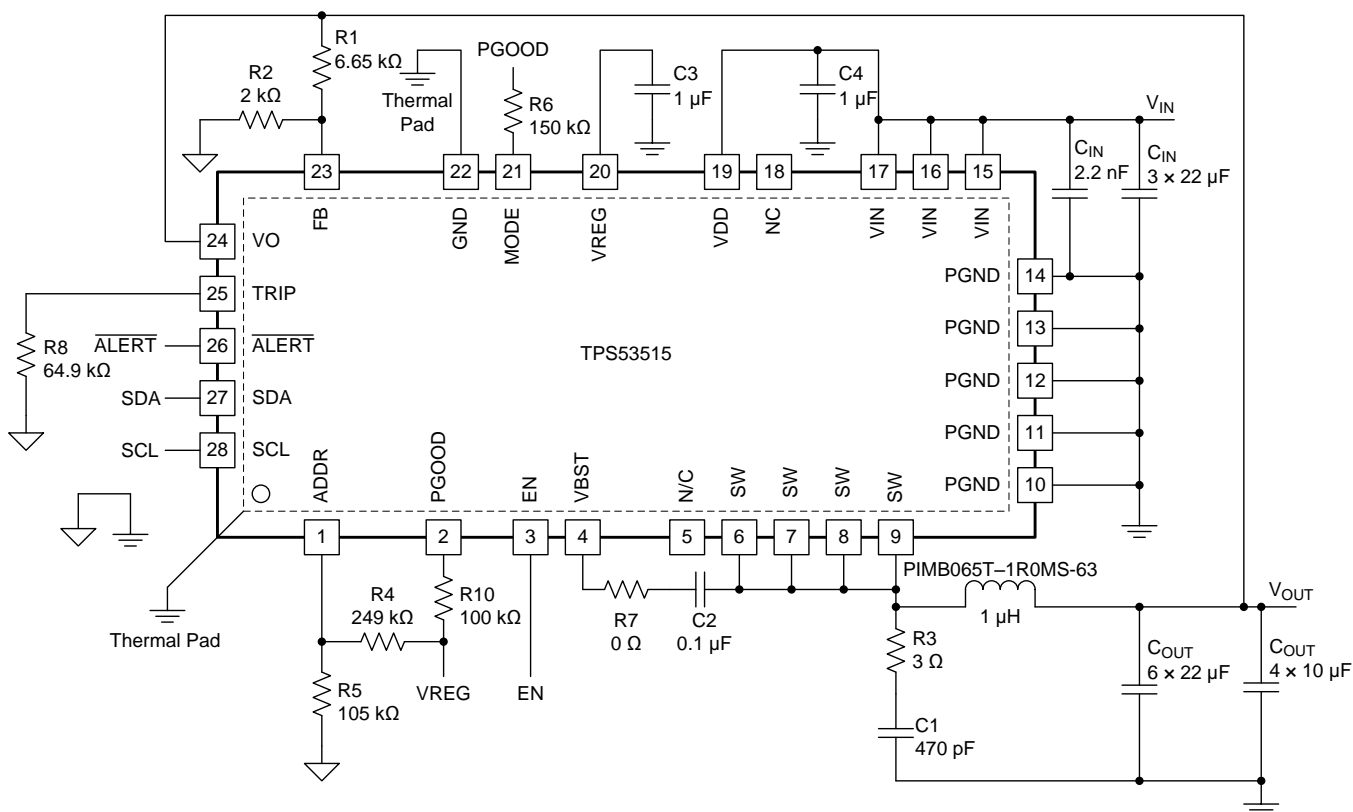 R1
6.65 kΩ
R2
2 kΩ
Thermal
Pad
PGOOD
R6
150 kΩ
C3
1 µF
C4
1 µF
VIN
CIN
2.2 nF
CIN
3 × 22 µF
23
22
21
20
19
18
17
16
15
FB
GND
MODE
VREG
VDD
NC
VIN
VIN
VIN
24
VO
25
TRIP
ALERT
26
ALERT
SDA
27
SDA
SCL
28
SCL
R8
64.9 kΩ
TPS53515
PGND
14
PGND
13
PGND
12
PGND
11
PGND
10
ADDR
PGOOD
EN
VBST
N/C
SW
SW
SW
SW
1
2
3
4
5
6
7
8
9
Thermal Pad
R4
249 kΩ
R10
100 kΩ
R5
105 kΩ
VREG
EN
R7
0 Ω
C2
0.1 µF
PIMB065T–1R0MS-63
1 µH
R3
3 Ω
C1
470 pF
VOUT
COUT
6 × 22 µF
COUT
4 × 10 µF